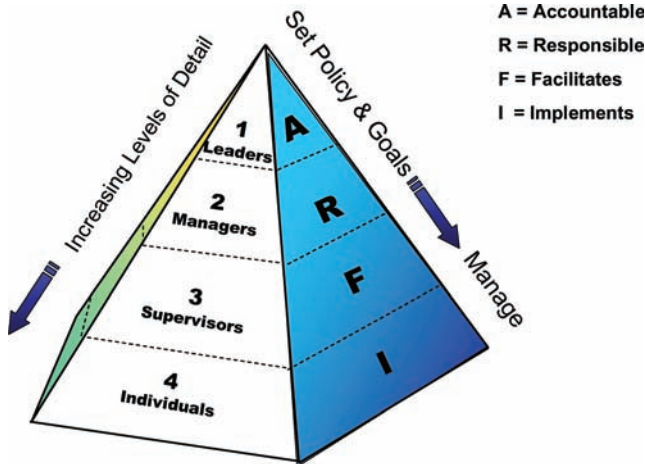 A = Accountable
R = Responsible
F = Facilitates
I = Implements
Increasing Levels of Detail
Set Policy & Goals
Manage
1
Leaders
A
2
Managers
R
3
Supervisors
F
4
Individuals
I